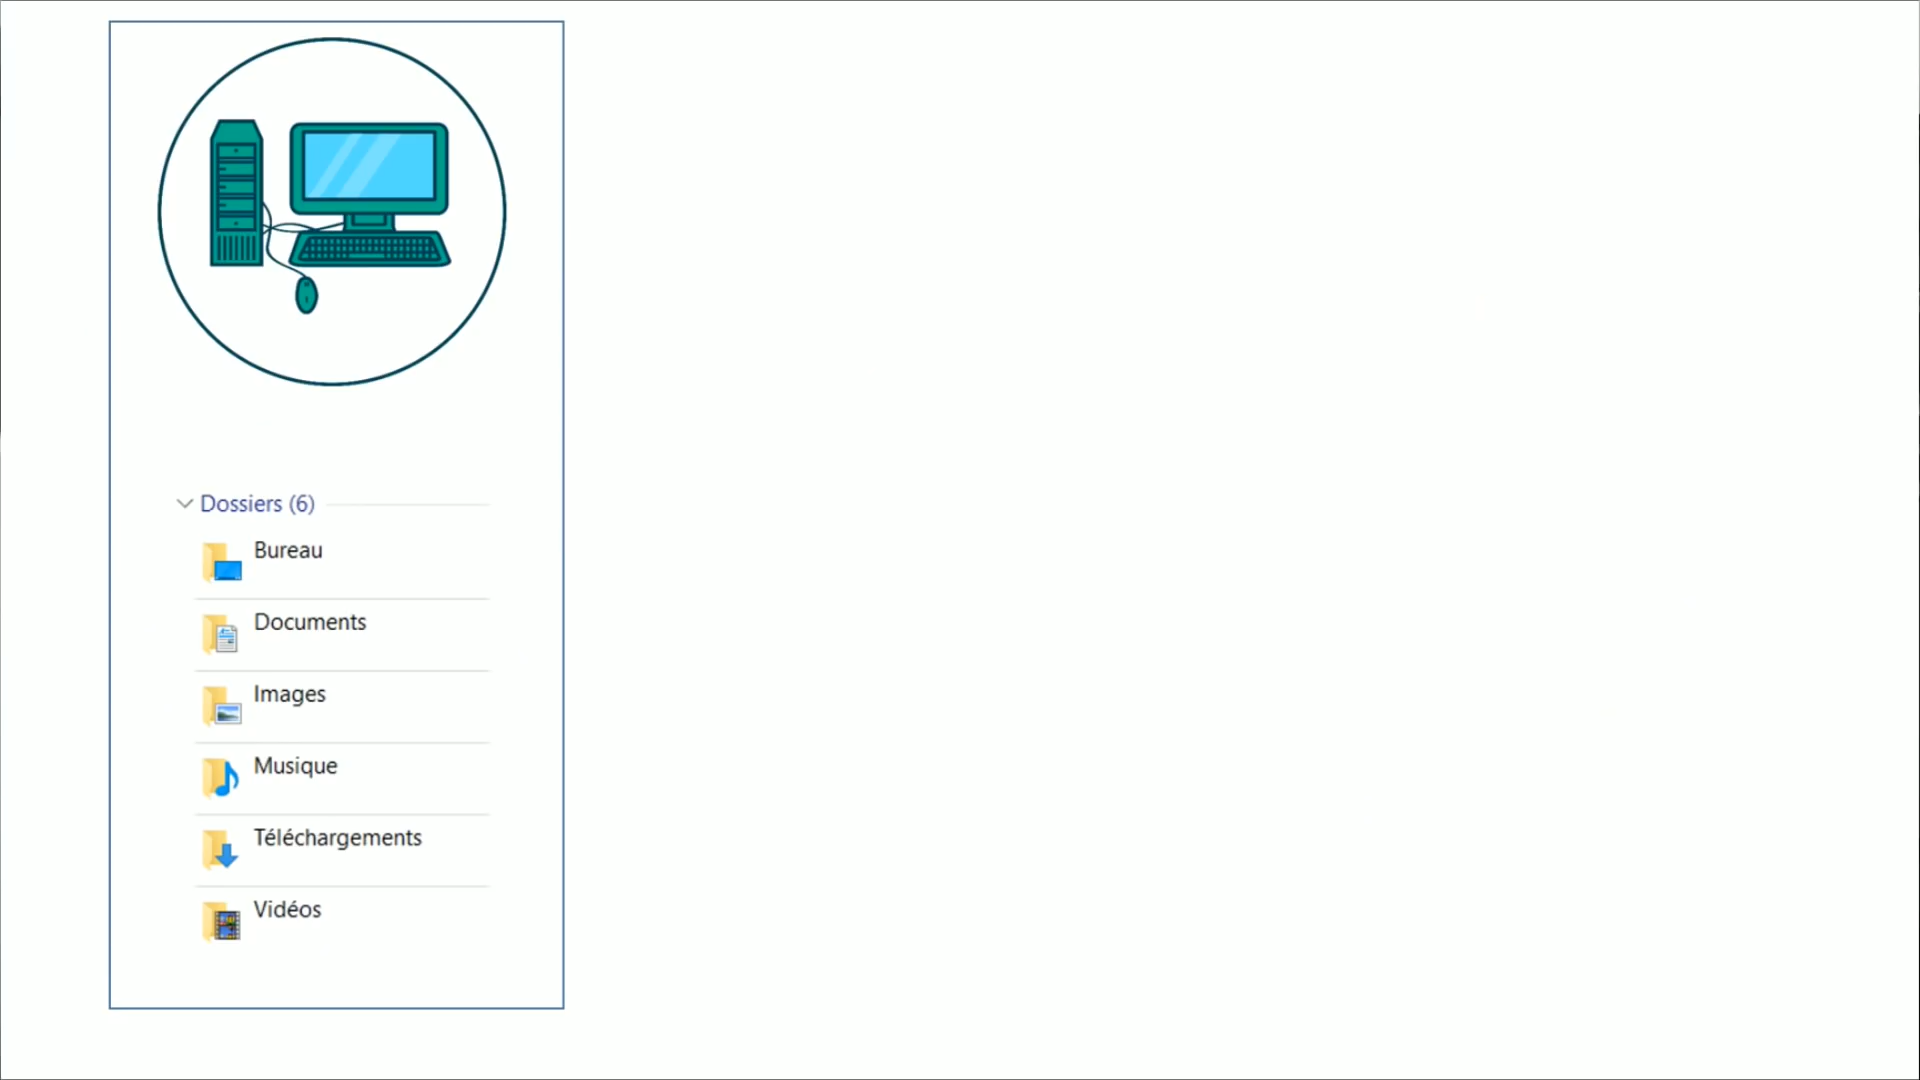 Dossiers (6)
Bureau
Documents
Images
Musique
Téléchargements
Vidéos